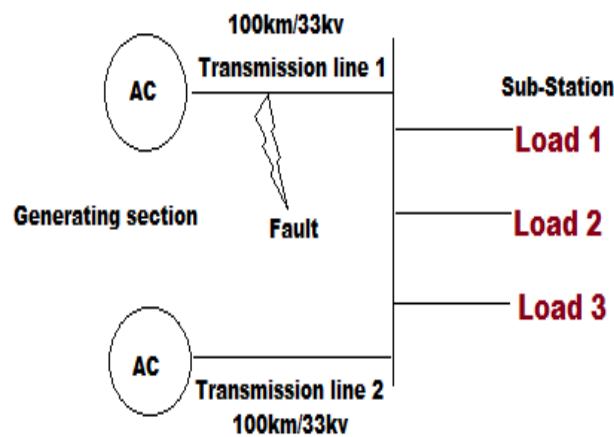 100km/33kv
Transmission line 1
AC
Sub-Station
Load 1
Generating section
Fault
Load 2
Load 3
AC
Transmission line 2
100km/33kv